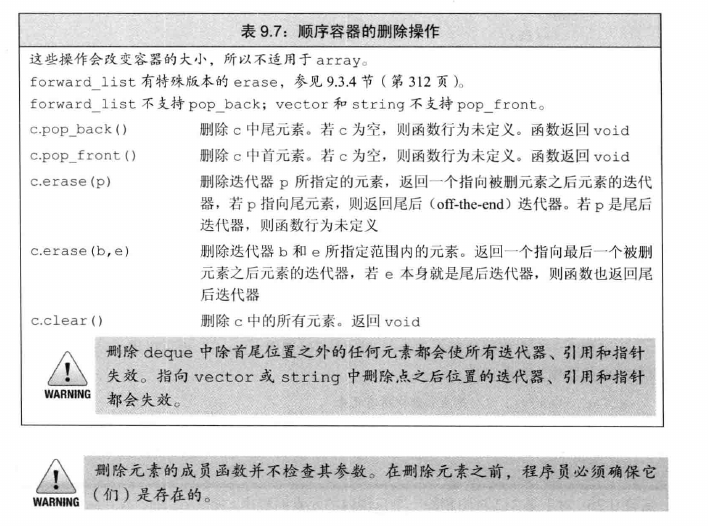 表 9.7：顺序容器的删除操作
这些操作会改变容器的大小，所以不适用于 array。
forward_list 有特殊版本的 erase，参见 9.3.4 节（第 312 页）。
forward_list 不支持 pop_back；vector 和 string 不支持 pop_front。
c.pop_back() 删除 c 中尾元素。若 c 为空，则函数行为未定义。函数返回 void
c.pop_front() 删除 c 中首元素。若 c 为空，则函数行为未定义。函数返回 void
c.erase(p) 删除迭代器 p 所指定的元素，返回一个指向被删元素之后元素的迭代
器，若 p 指向尾元素，则返回尾后（off-the-end）迭代器。若 p 是尾后
迭代器，则函数行为未定义
c.erase(b,e) 删除迭代器 b 和 e 所指定范围内的元素。返回一个指向最后一个被删
元素之后元素的迭代器，若 e 本身就是尾后迭代器，则函数也返回尾
后迭代器
c.clear() 删除 c 中的所有元素。返回 void
删除 deque 中除首尾位置之外的任何元素都会使所有迭代器、引用和指针
失效。指向 vector 或 string 中删除点之后位置的迭代器、引用和指针
都会失效。
WARNING
删除元素的成员函数并不检查其参数。在删除元素之前，程序员必须确保它
（们）是存在的。
WARNING